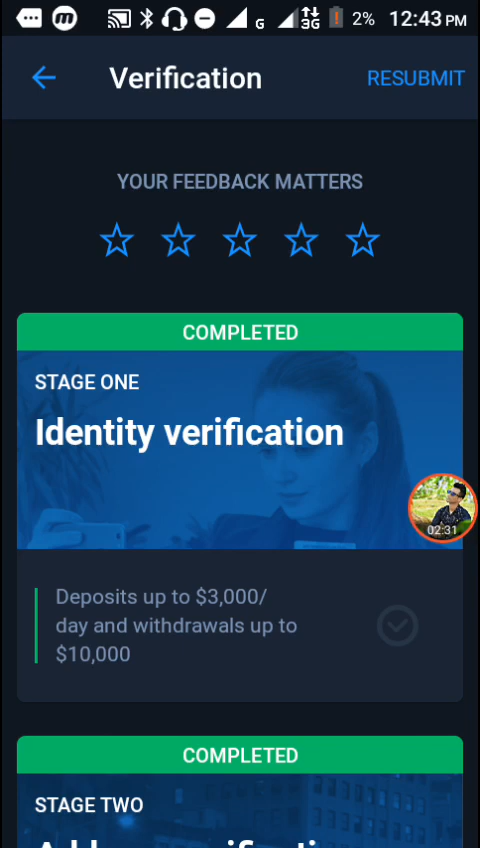 G
3G
2%
12:43 PM
Verification
RESUBMIT
YOUR FEEDBACK MATTERS
COMPLETED
STAGE ONE
Identity verification
02:31
Deposits up to $3,000/
day and withdrawals up to
$10,000
COMPLETED
STAGE TWO